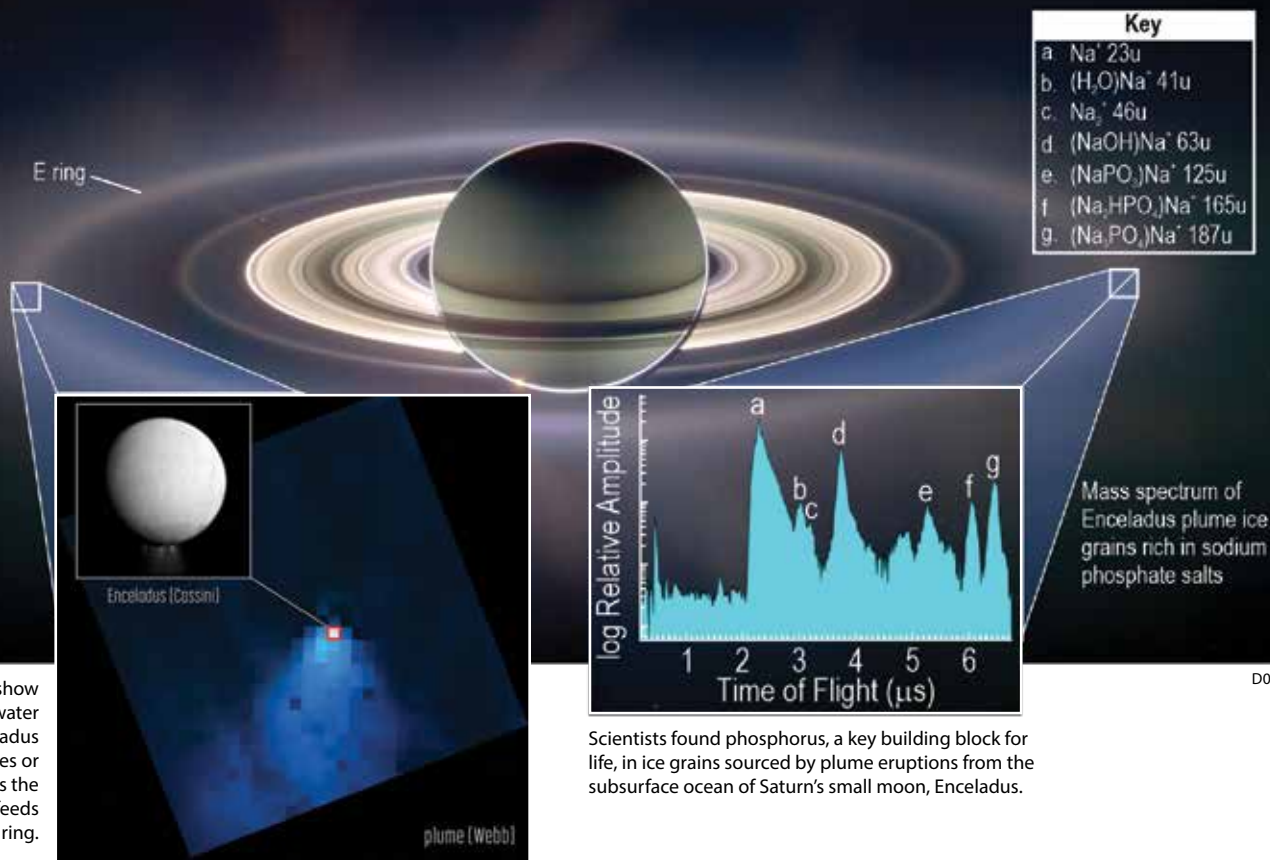 Key
a Na⁺ 23u
b. (H₂O)Na⁺ 41u
c. Na₂⁺ 46u
d (NaOH)Na⁺ 63u
e. (NaPO₃)Na⁺ 125u
f (Na₂HPO₄)Na⁺ 165u
g. (Na₃PO₄)Na⁺ 187u
E ring
Enceladus [Cassini]
plume [Webb]
log Relative Amplitude
a
b
c
d
e
f
g
1 2 3 4 5 6
Time of Flight (μs)
Mass spectrum of
Enceladus plume ice
grains rich in sodium
phosphate salts
D0
show
water
adus
es or
s the
feeds
ring.
Scientists found phosphorus, a key building block for
life, in ice grains sourced by plume eruptions from the
subsurface ocean of Saturn’s small moon, Enceladus.